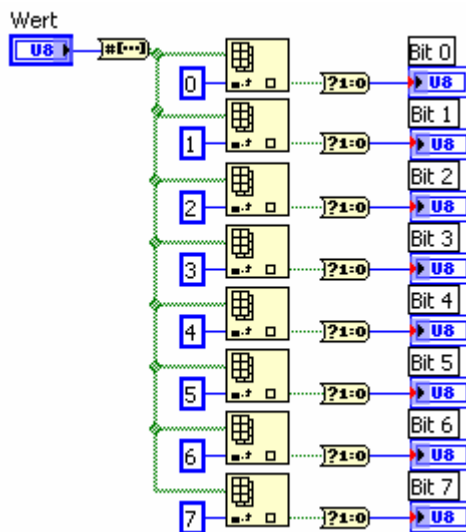 Wert
U8 #[···]
Bit 0
0 ?1:0 U8
Bit 1
1 ?1:0 U8
Bit 2
2 ?1:0 U8
Bit 3
3 ?1:0 U8
Bit 4
4 ?1:0 U8
Bit 5
5 ?1:0 U8
Bit 6
6 ?1:0 U8
Bit 7
7 ?1:0 U8